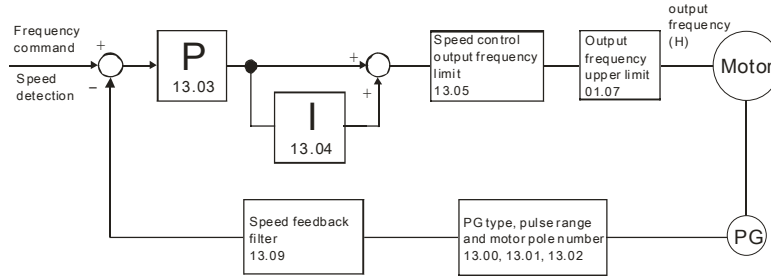 Frequency
command
Speed
detection
+
−
P
13.03
I
13.04
+
+
Speed control
output frequency
limit
13.05
Output
frequency
upper limit
01.07
output
frequency
(H)
Motor
PG
PG type, pulse range
and motor pole number
13.00, 13.01, 13.02
Speed feedback
filter
13.09